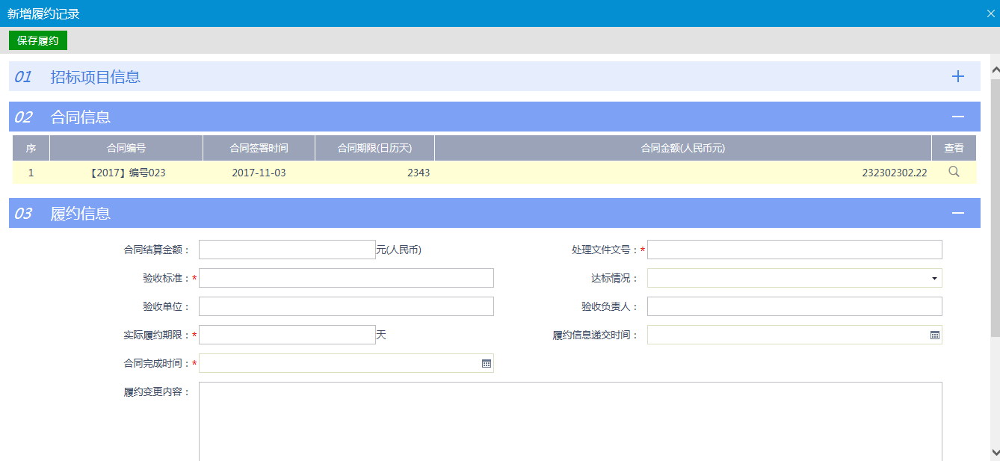 新增履约记录
保存履约
01 招标项目信息
02 合同信息
序 合同编号 合同签署时间 合同期限(日历天) 合同金额(人民币元) 查看
1 【2017】编号023 2017-11-03 2343 232302302.22
03 履约信息
合同结算金额： 元(人民币) 处理文件文号：*
验收标准：* 达标情况：
验收单位： 验收负责人：
实际履约期限：* 天 履约信息递交时间：
合同完成时间：*
履约变更内容：